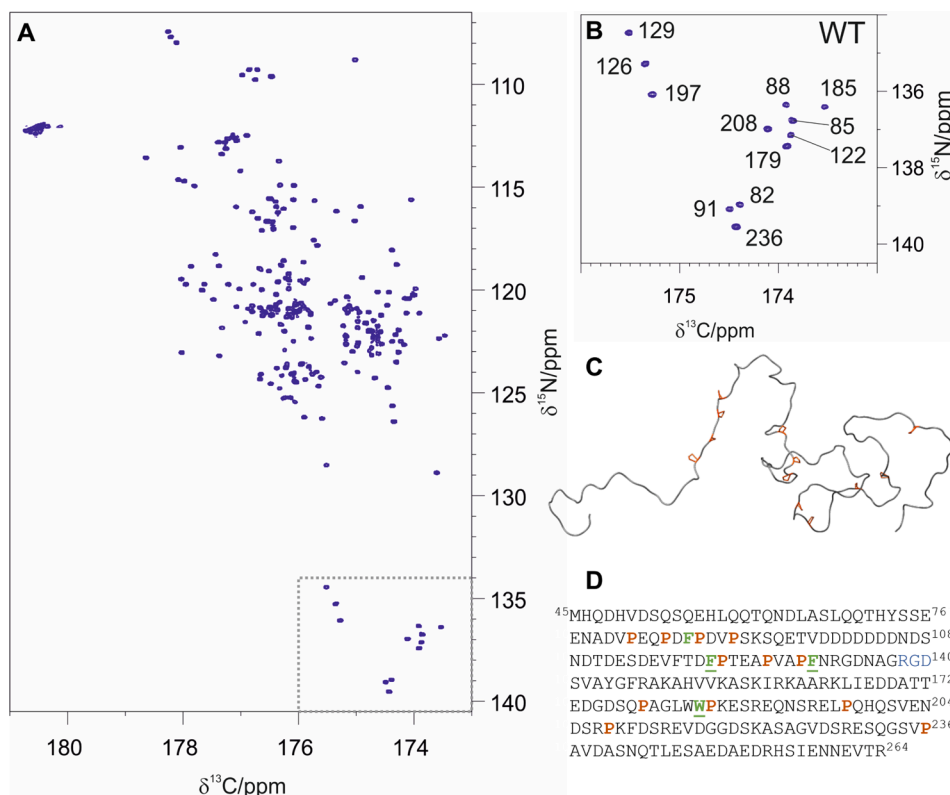 A
110
115
120
125
130
135
140
δ¹⁵N/ppm
180
178
176
174
δ¹³C/ppm
B
WT
129
126
197
88
185
208
85
122
179
91
82
236
136
138
140
δ¹⁵N/ppm
175
174
δ¹³C/ppm
C
D
⁴⁵MHQDHVDSQSQEHLQQTQNDLASLQQTHYSSE⁷⁶
ENADVPEQPDFPDVPSKSQETVDDDDDDDNDS¹⁰⁸
NDTDESDEVFTDFPTEAPVAPFNRGDNAGRGD¹⁴⁰
SVAYGFRAKAHVVKASKIRKAARKLIEDDATT¹⁷²
EDGDSQPAGLWWPKESREQNSRELPQHQSVEN²⁰⁴
DSRPKFDSREVDGGDSKASAGVDSRESQGSVP²³⁶
AVDASNQTLESAEDAEDRHSIENNEVTR²⁶⁴